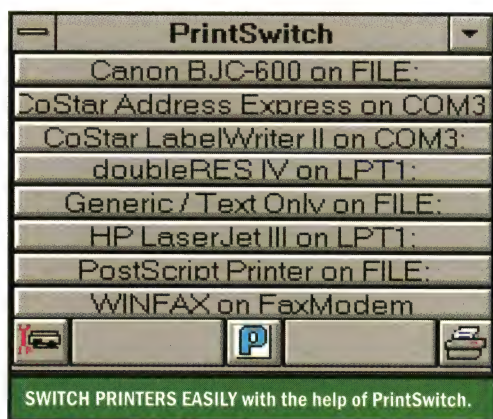 PrintSwitch
Canon BJC-600 on FILE:
CoStar Address Express on COM3
CoStar LabelWriter II on COM3:
doubleRES IV on LPT1:
Generic / Text Only on FILE:
HP LaserJet III on LPT1:
PostScript Printer on FILE:
WINFAX on FaxModem
P
SWITCH PRINTERS EASILY with the help of PrintSwitch.